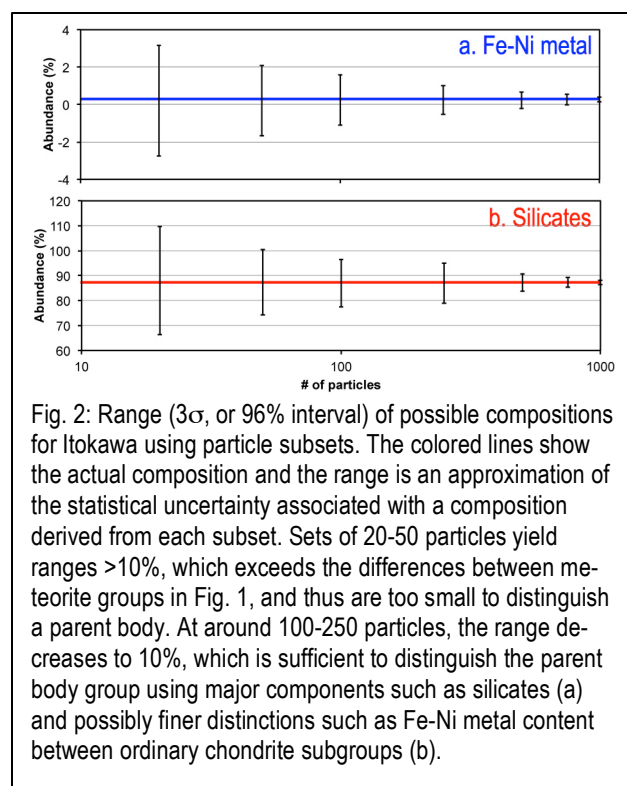 4
a. Fe-Ni metal
2
0
-2
-4
Abundance (%)
120
b. Silicates
110
100
90
80
70
60
Abundance (%)
10
100
1000
# of particles
Fig. 2: Range (3σ, or 96% interval) of possible compositions
for Itokawa using particle subsets. The colored lines show
the actual composition and the range is an approximation of
the statistical uncertainty associated with a composition
derived from each subset. Sets of 20-50 particles yield
ranges >10%, which exceeds the differences between me-
teorite groups in Fig. 1, and thus are too small to distinguish
a parent body. At around 100-250 particles, the range de-
creases to 10%, which is sufficient to distinguish the parent
body group using major components such as silicates (a)
and possibly finer distinctions such as Fe-Ni metal content
between ordinary chondrite subgroups (b).